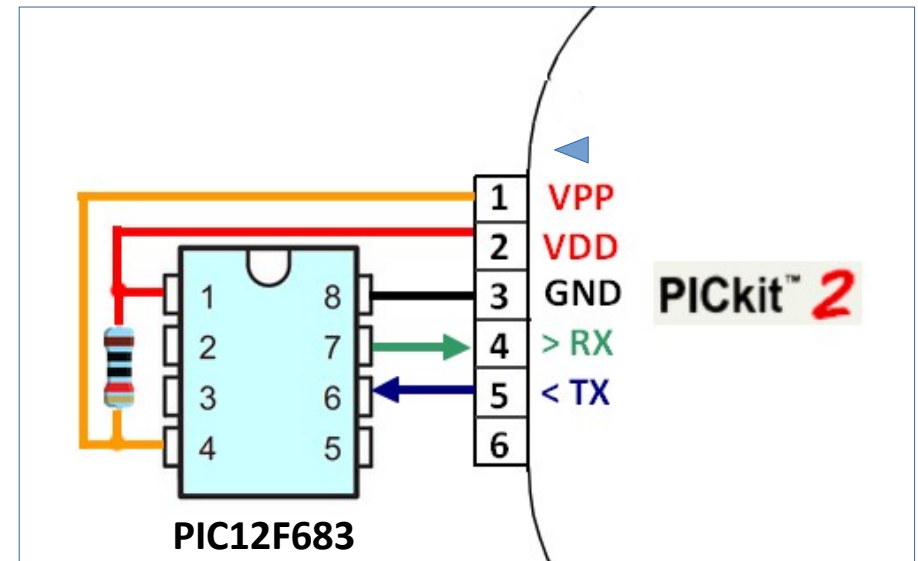 1 VPP
2 VDD
1 8 3 GND PICkit™ 2
2 7 4 > RX
3 6 5 < TX
4 5 6
PIC12F683